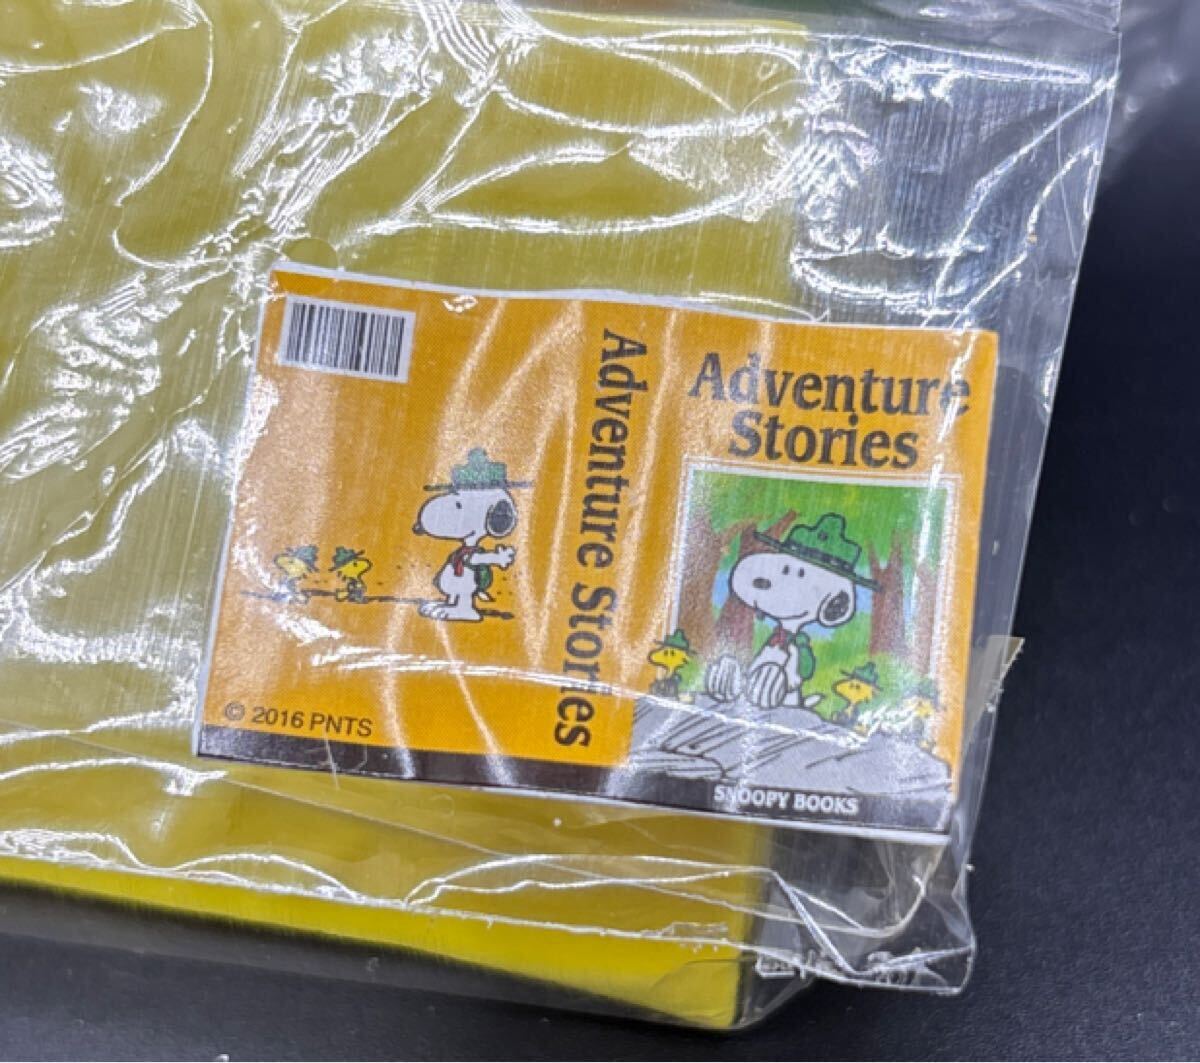 © 2016 PNTS
Adventure Stories
Adventure
Stories
SNOOPY BOOKS